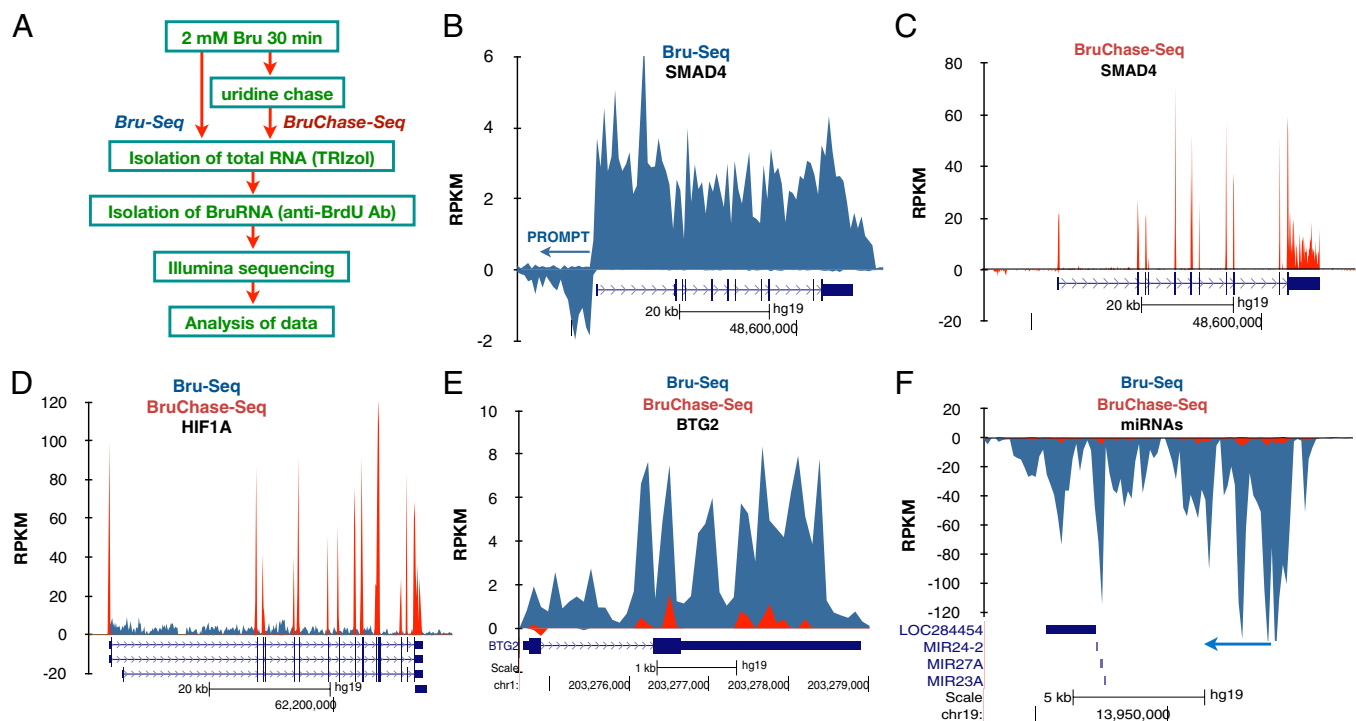 A
2 mM Bru 30 min
uridine chase
Bru-Seq
BruChase-Seq
Isolation of total RNA (TRIzol)
Isolation of BruRNA (anti-BrdU Ab)
Illumina sequencing
Analysis of data
B
Bru-Seq
SMAD4
RPKM
6
4
2
0
-2
PROMPT
20 kb
hg19
48,600,000
C
BruChase-Seq
SMAD4
RPKM
80
60
40
20
0
-20
20 kb
hg19
48,600,000
D
Bru-Seq
BruChase-Seq
HIF1A
RPKM
120
100
80
60
40
20
0
-20
20 kb
hg19
62,200,000
E
Bru-Seq
BruChase-Seq
BTG2
RPKM
10
8
6
4
2
0
BTG2
Scale
1 kb
hg19
chr1:
203,276,000
203,277,000
203,278,000
203,279,000
F
Bru-Seq
BruChase-Seq
miRNAs
RPKM
20
0
-20
-40
-60
-80
-100
-120
LOC284454
MIR24-2
MIR27A
MIR23A
Scale
5 kb
hg19
chr19:
13,950,000